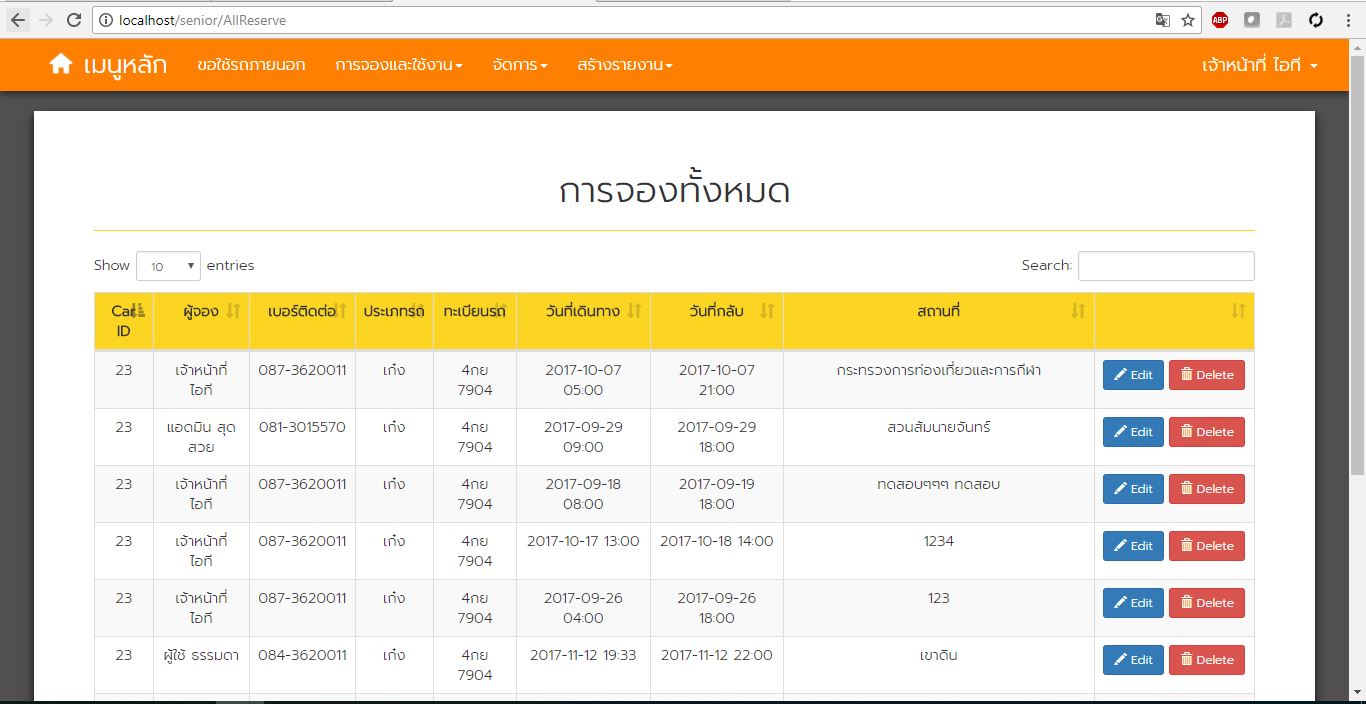 localhost/senior/AllReserve
ABP
เมนูหลัก ขอใช้รถภายนอก การจองและใช้งาน จัดการ สร้างรายงาน เจ้าหน้าที่ ไอที
การจองทั้งหมด
Show 10 entries Search:
Car ID ผู้จอง เบอร์ติดต่อ ประเภทรถ ทะเบียนรถ วันที่เดินทาง วันที่กลับ สถานที่
23 เจ้าหน้าที่ ไอที 087-3620011 เก๋ง 4กย 7904 2017-10-07 05:00 2017-10-07 21:00 กระทรวงการท่องเที่ยวและการกีฬา Edit Delete
23 แอดมิน สุดสวย 081-3015570 เก๋ง 4กย 7904 2017-09-29 09:00 2017-09-29 18:00 สวนส้มนายจันทร์ Edit Delete
23 เจ้าหน้าที่ ไอที 087-3620011 เก๋ง 4กย 7904 2017-09-18 08:00 2017-09-19 18:00 ทดสอบๆๆๆ ทดสอบ Edit Delete
23 เจ้าหน้าที่ ไอที 087-3620011 เก๋ง 4กย 7904 2017-10-17 13:00 2017-10-18 14:00 1234 Edit Delete
23 เจ้าหน้าที่ ไอที 087-3620011 เก๋ง 4กย 7904 2017-09-26 04:00 2017-09-26 18:00 123 Edit Delete
23 ผู้ใช้ ธรรมดา 084-3620011 เก๋ง 4กย 7904 2017-11-12 19:33 2017-11-12 22:00 เขาดิน Edit Delete